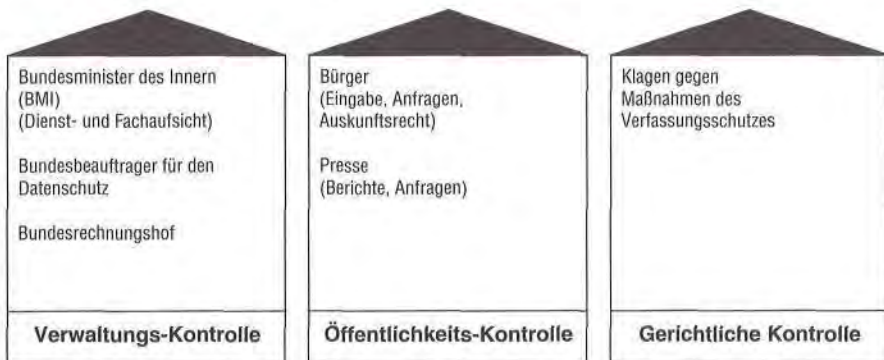 Bundesminister des Innern
(BMI)
(Dienst- und Fachaufsicht)
Bundesbeauftrager für den
Datenschutz
Bundesrechnungshof
Verwaltungs-Kontrolle
Bürger
(Eingabe, Anfragen,
Auskunftsrecht)
Presse
(Berichte, Anfragen)
Öffentlichkeits-Kontrolle
Klagen gegen
Maßnahmen des
Verfassungsschutzes
Gerichtliche Kontrolle